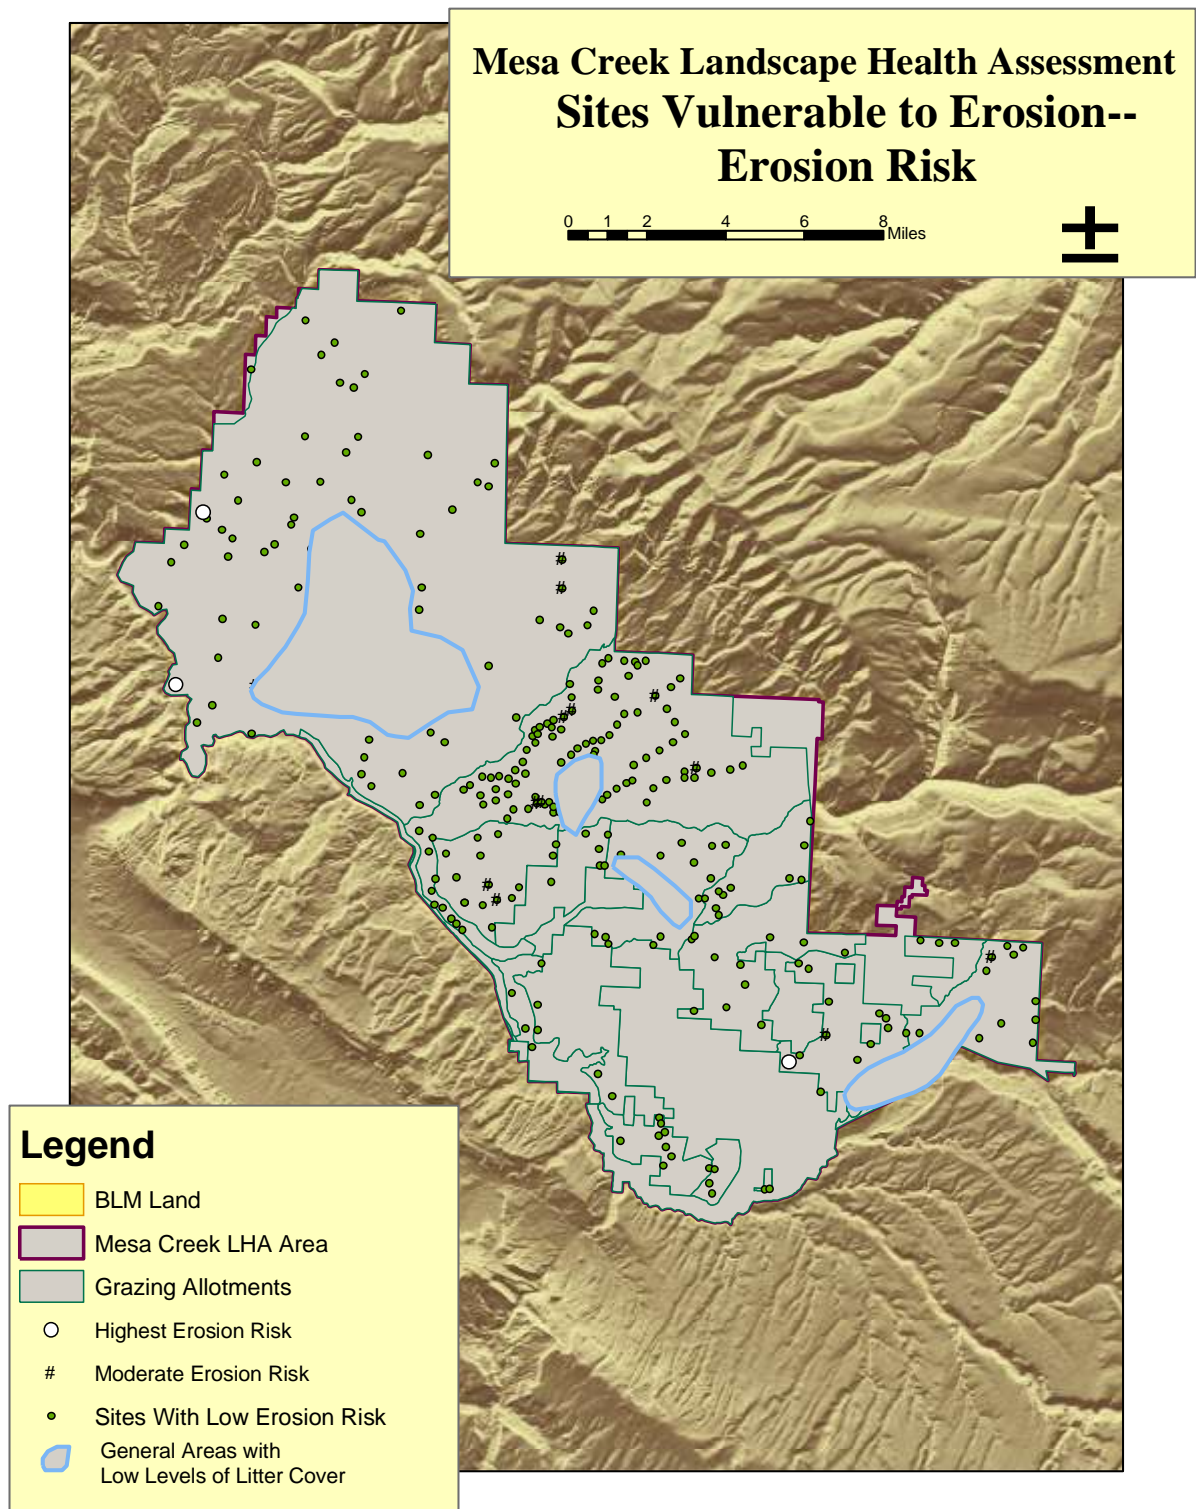 Mesa Creek Landscape Health Assessment
Sites Vulnerable to Erosion--
Erosion Risk
0 1 2 4 6 8
Miles
Legend
BLM Land
Mesa Creek LHA Area
Grazing Allotments
Highest Erosion Risk
# Moderate Erosion Risk
Sites With Low Erosion Risk
General Areas with
Low Levels of Litter Cover